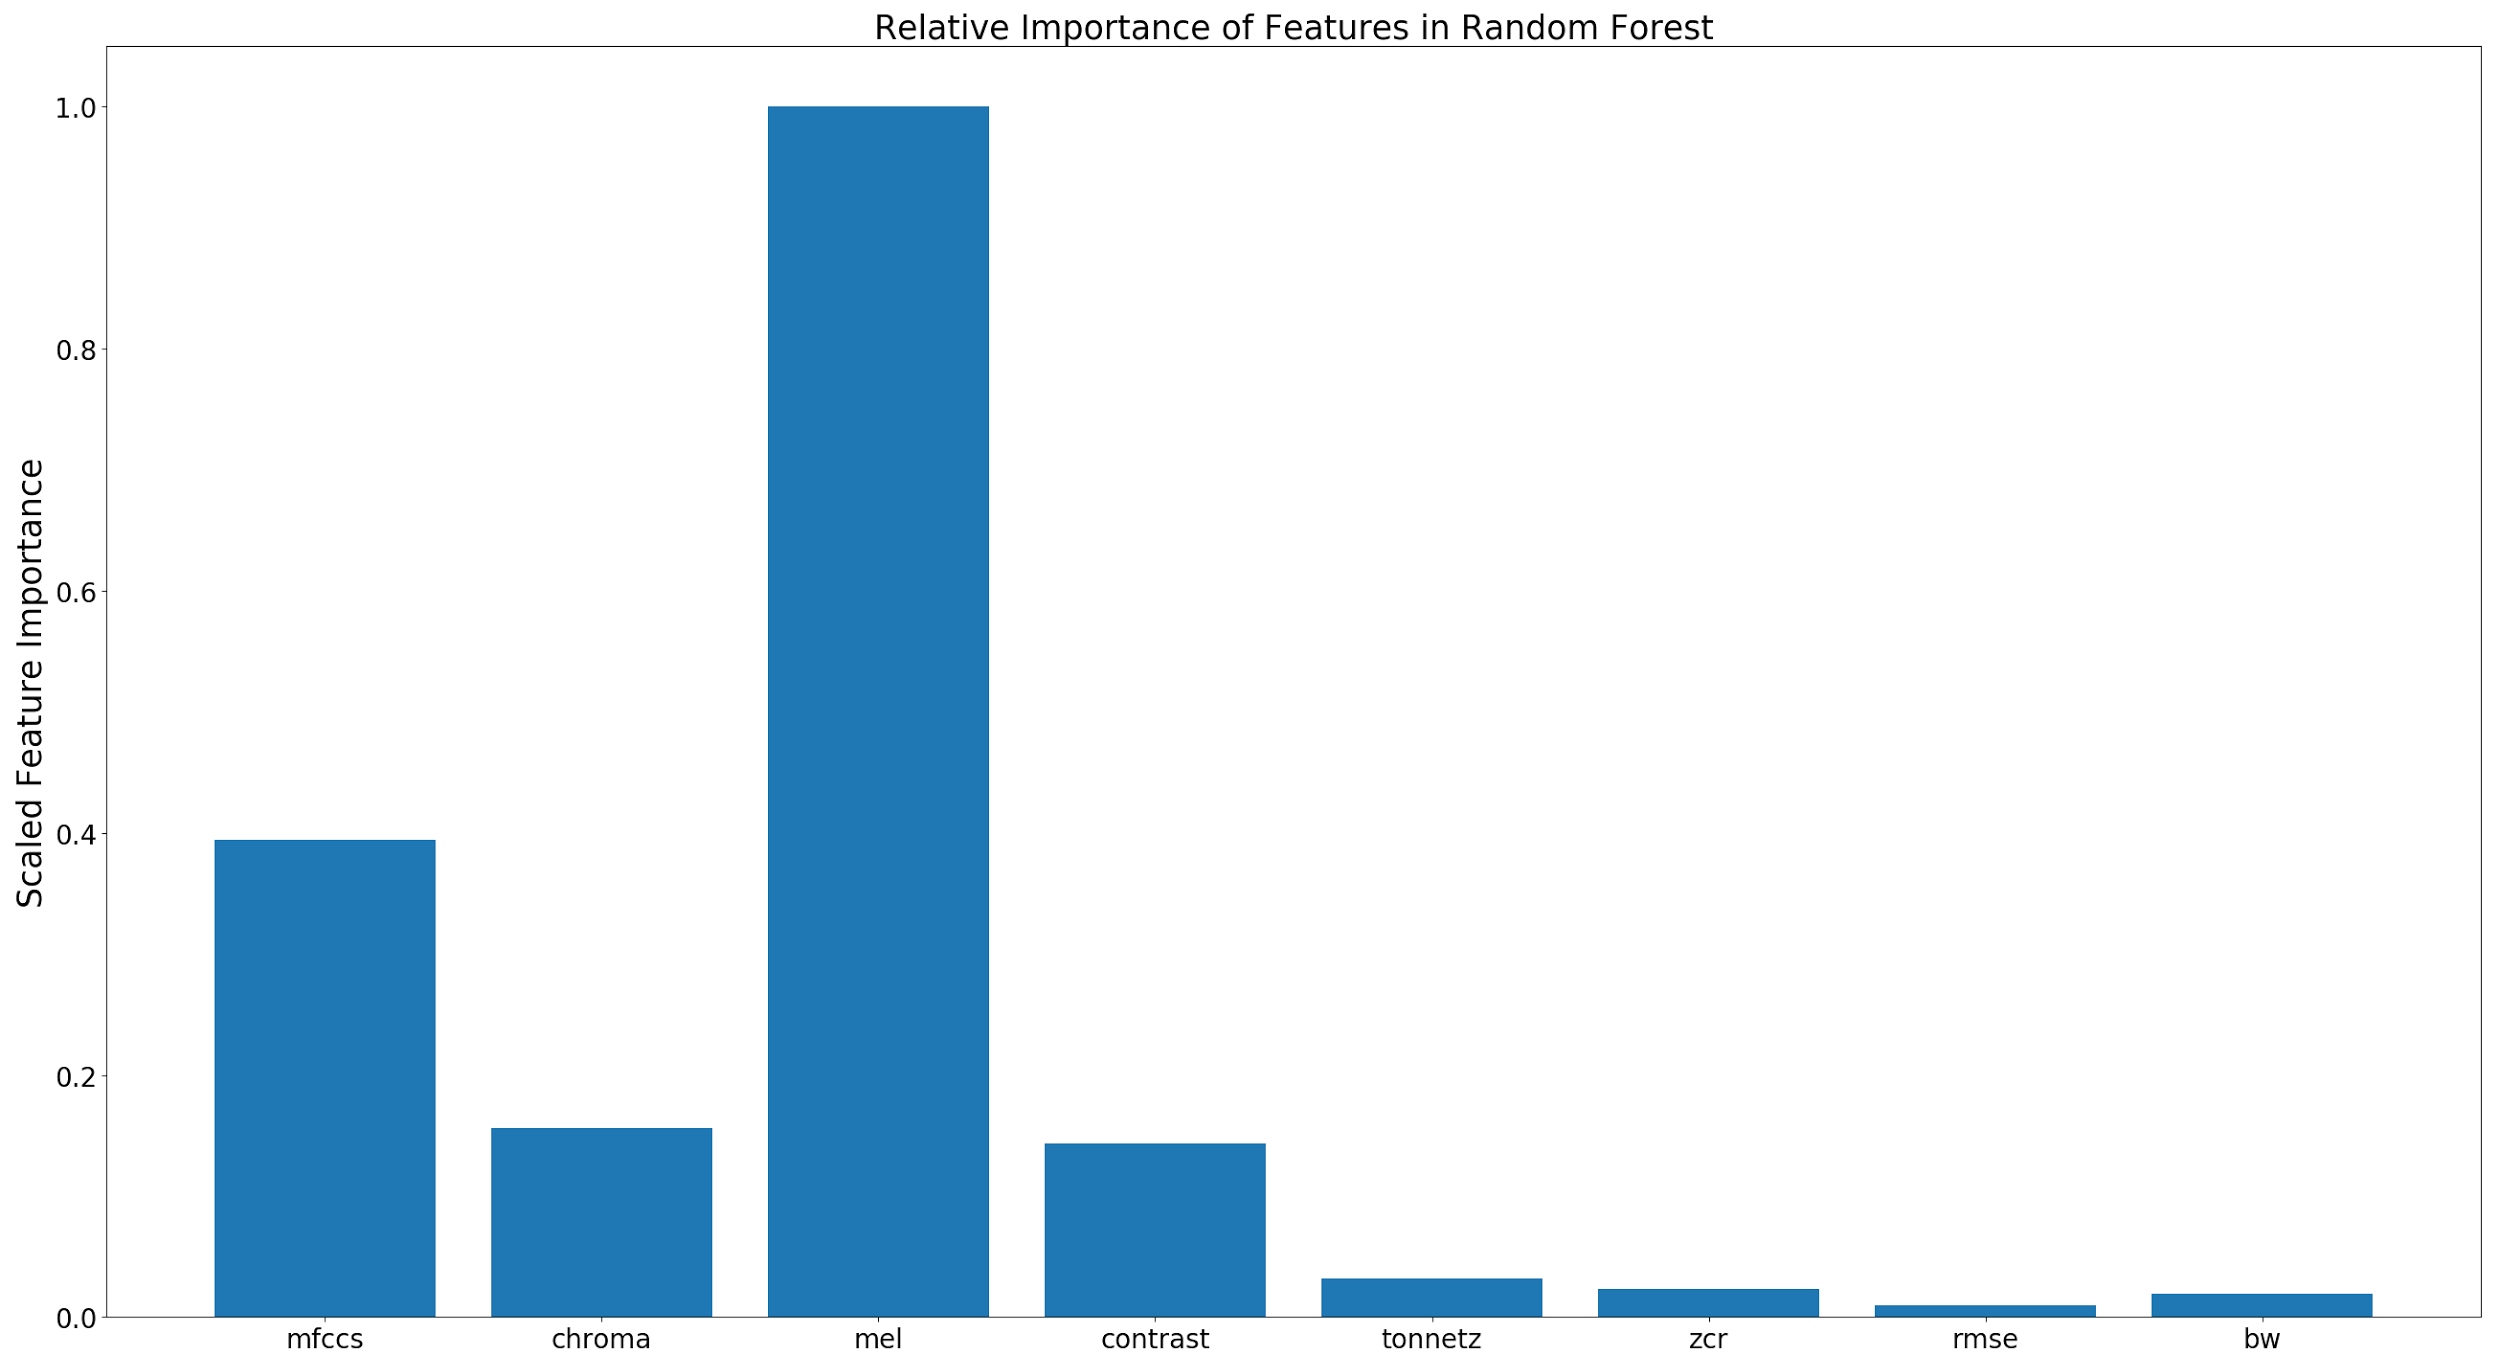 Relative Importance of Features in Random Forest
Scaled Feature Importance
1.0
0.8
0.6
0.4
0.2
0.0
mfccs chroma mel contrast tonnetz zcr rmse bw